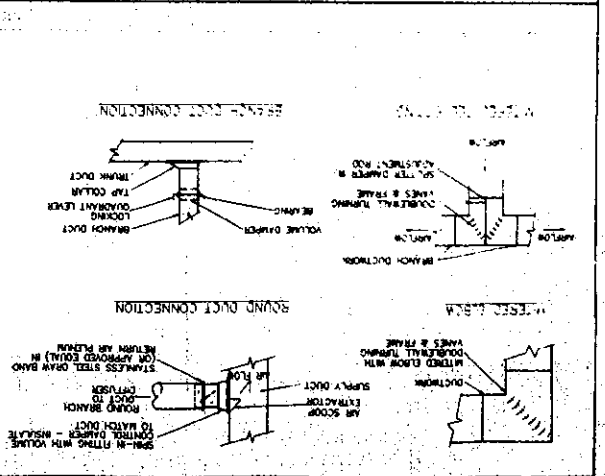 SPIN-IN FITTING WITH VOLUME
CONTROL DAMPER - INSULATE
TO MATCH DUCT.
ROUND BRANCH
DUCT TO
DIFFUSER
STAINLESS STEEL DRAW BAND
(OR APPROVED EQUAL) IN
RETURN AIR PLENUM
AIR SCOOP
EXTRACTOR
SUPPLY DUCT
AIR FLOW
ROUND DUCT CONNECTION
DUCTWORK
MITERED ELBOW WITH
DOUBLEWALL TURNING
VANES & FRAME
MITERED ELBOW
BRANCH DUCT
LOCKING
QUADRANT LEVER
TAP COLLAR
TRUNK DUCT
VOLUME DAMPER
BEARING
BRANCH DUCT CONNECTION
BRANCH DUCTWORK
AIRFLOW
AIRFLOW
DOUBLEWALL TURNING
VANES & FRAME
SPLITTER DAMPER W/
ADJUSTMENT ROD
AIRFLOW
MITERED TEE